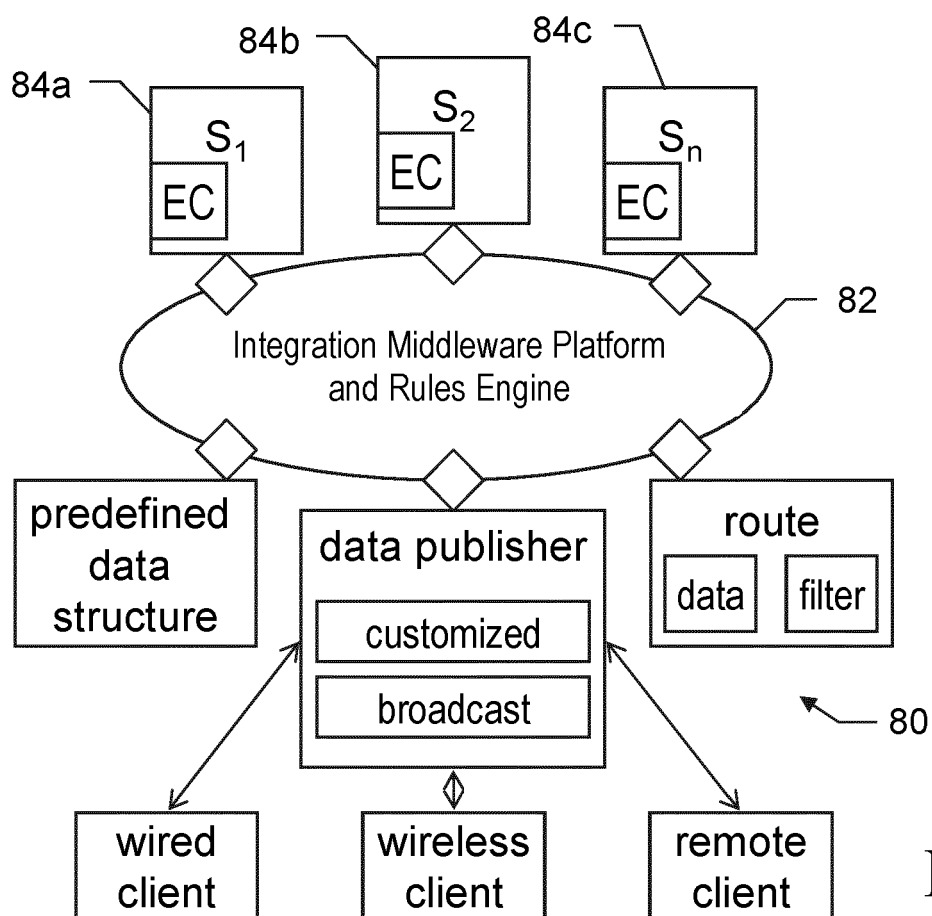 84a
84b
84c
S1
S2
Sn
EC
EC
EC
82
Integration Middleware Platform
and Rules Engine
predefined
data
structure
data publisher
customized
broadcast
route
data
filter
80
wired
client
wireless
client
remote
client